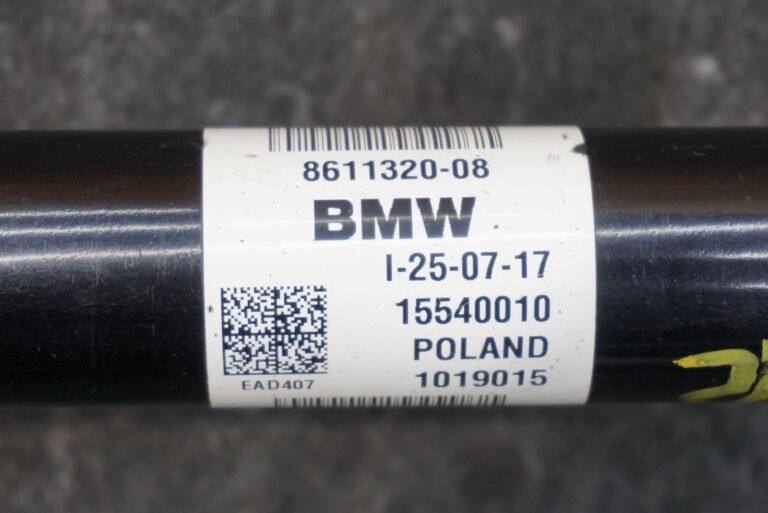 8611320-08
BMW
I-25-07-17
15540010
POLAND
EAD407
1019015